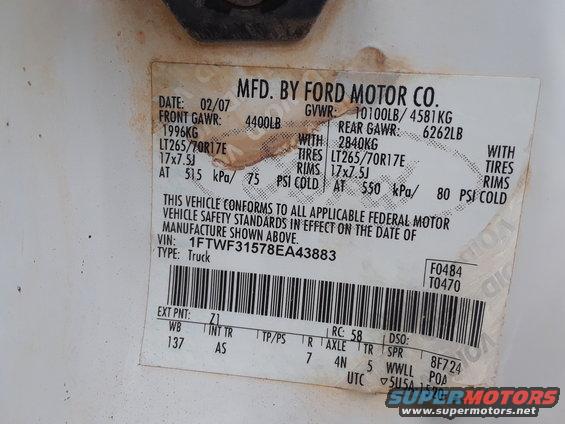 MFD. BY FORD MOTOR CO.
DATE: 02/07 GVWR: 10100LB/ 4581KG
FRONT GAWR: 4400LB REAR GAWR: 6262LB
1996KG WITH 2840KG WITH
LT265/70R17E TIRES LT265/70R17E TIRES
17x7.5J RIMS 17x7.5J RIMS
AT 515 kPa/ 75 PSI COLD AT 550 kPa/ 80 PSI COLD
THIS VEHICLE CONFORMS TO ALL APPLICABLE FEDERAL MOTOR
VEHICLE SAFETY STANDARDS IN EFFECT ON THE DATE OF
MANUFACTURE SHOWN ABOVE.
VIN: 1FTWF31578EA43883
TYPE: Truck
F0484
T0470
EXT PNT: Z1 RC: 58 DSO:
WB INT TR TP/PS R AXLE TR SPR 8F724
137 AS 7 4N 5 WWLL POA
UTC
SUPERMOTORS
www.supermotors.net